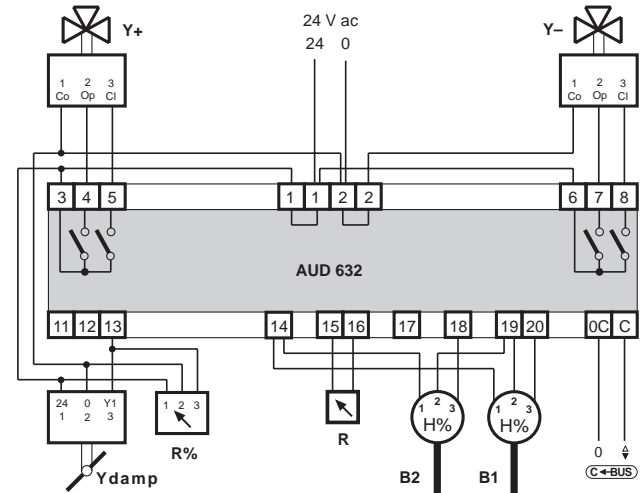 Y+
24 V ac
24 0
Y–
1 2 3
Co Op Cl
1 2 3
Co Op Cl
3 4 5
1 1 2 2
6 7 8
AUD 632
11 12 13
14
15 16
17
18
19 20
0C C
24 0 Y1
1 2 3
1 2 3
R%
R
1 2 3
H%
1 2 3
H%
0
C BUS
Ydamp
B2
B1